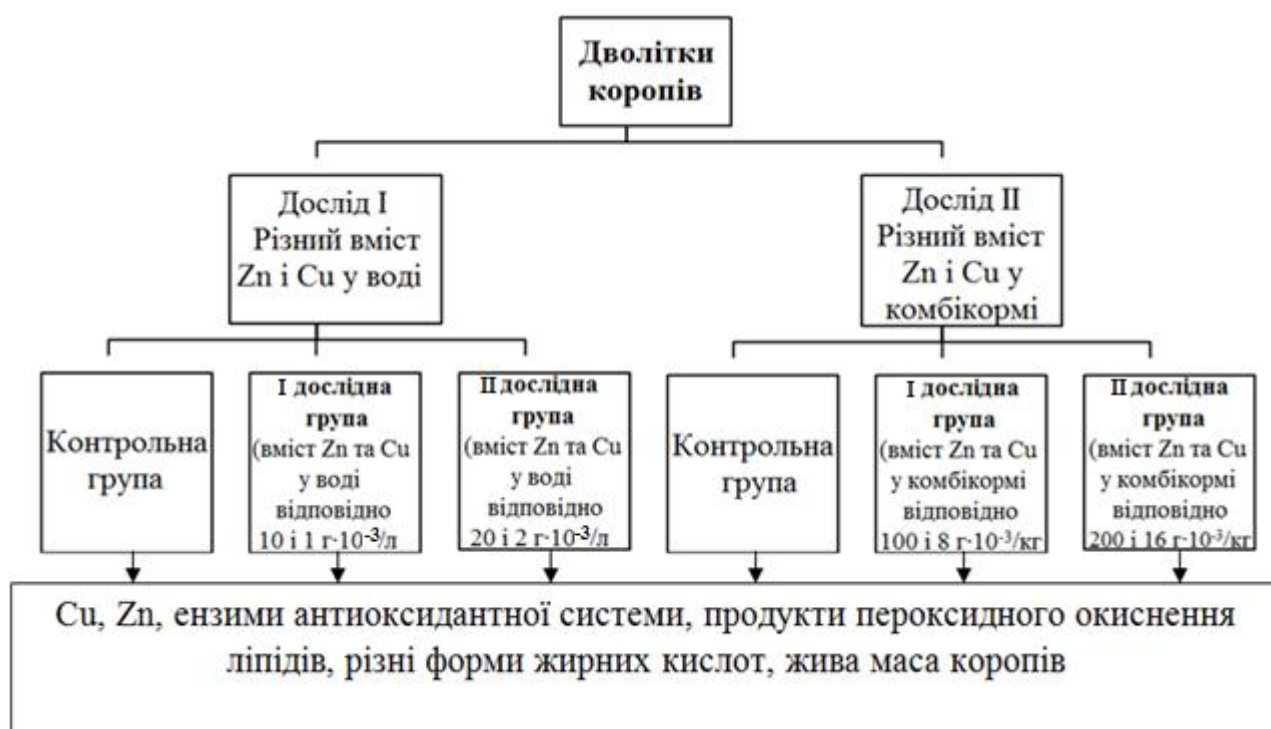 Дволітки
коропів
Дослід I
Різний вміст
Zn і Cu у воді
Дослід II
Різний вміст
Zn і Cu у
комбікормі
Контрольна
група
I дослідна
група
(вміст Zn та Cu
у воді
відповідно
10 і 1 г·10⁻³/л
II дослідна
група
(вміст Zn та Cu
у воді
відповідно
20 і 2 г·10⁻³/л
Контрольна
група
I дослідна
група
(вміст Zn та Cu
у комбікормі
відповідно
100 і 8 г·10⁻³/кг
II дослідна
група
(вміст Zn та Cu
у комбікормі
відповідно
200 і 16 г·10⁻³/кг
Cu, Zn, ензими антиоксидантної системи, продукти пероксидного окиснення
ліпідів, різні форми жирних кислот, жива маса коропів